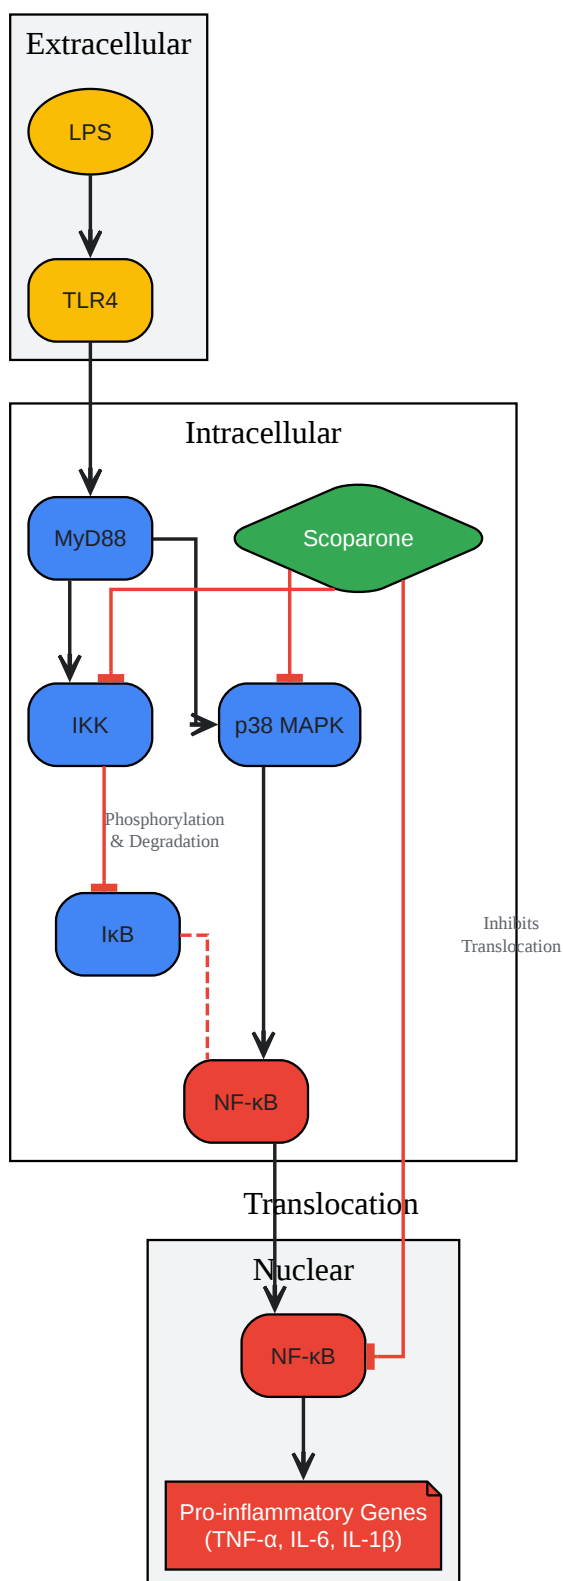 Extracellular
LPS
TLR4
Intracellular
MyD88
Scoparone
IKK
p38 MAPK
Phosphorylation
& Degradation
IκB
Inhibits
Translocation
NF-κB
Translocation
Nuclear
NF-κB
Pro-inflammatory Genes
(TNF-α, IL-6, IL-1β)